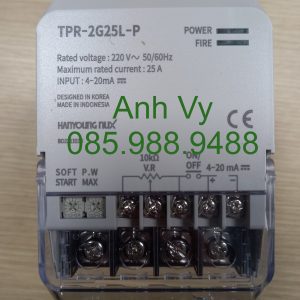 TPR-2G25L-P
POWER
FIRE
Rated voltage : 220 V~ 50/60Hz
Maximum rated current : 25 A
INPUT : 4~20mA
DESIGNED IN KOREA
MADE IN INDONESIA
Anh Vy
HANYOUNG NUX
CE
085.988.9488
SOFT START
P.W MAX
10kΩ
V.R
ON/
OFF
4~20 mA
+ -